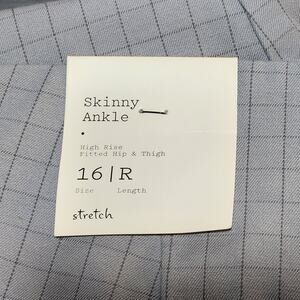 Skinny
Ankle
•
High Rise
Fitted Hip & Thigh
16|R
Size Length
stretch